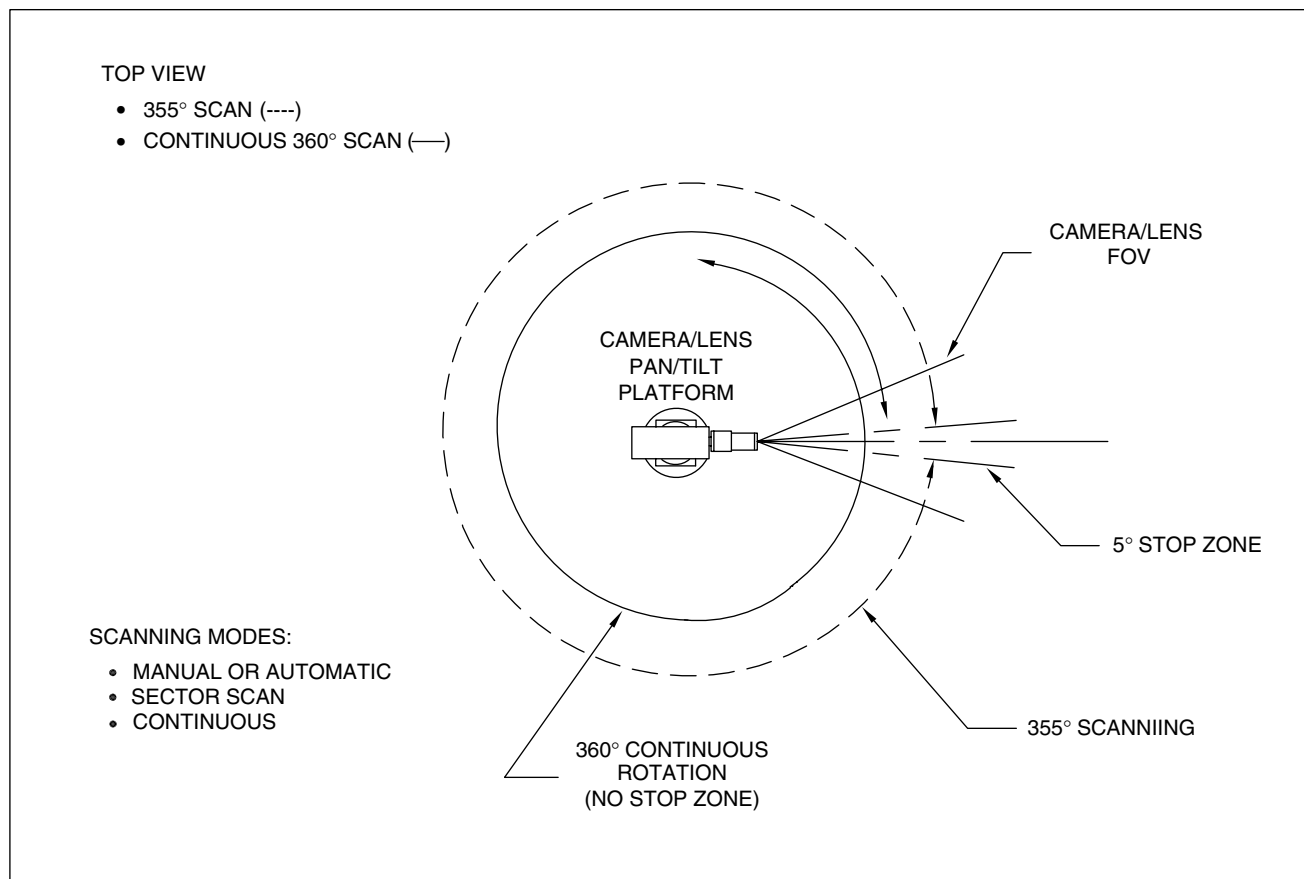 TOP VIEW
• 355° SCAN (----)
• CONTINUOUS 360° SCAN (——)
CAMERA/LENS
FOV
CAMERA/LENS
PAN/TILT
PLATFORM
5° STOP ZONE
SCANNING MODES:
• MANUAL OR AUTOMATIC
• SECTOR SCAN
• CONTINUOUS
355° SCANNIING
360° CONTINUOUS
ROTATION
(NO STOP ZONE)